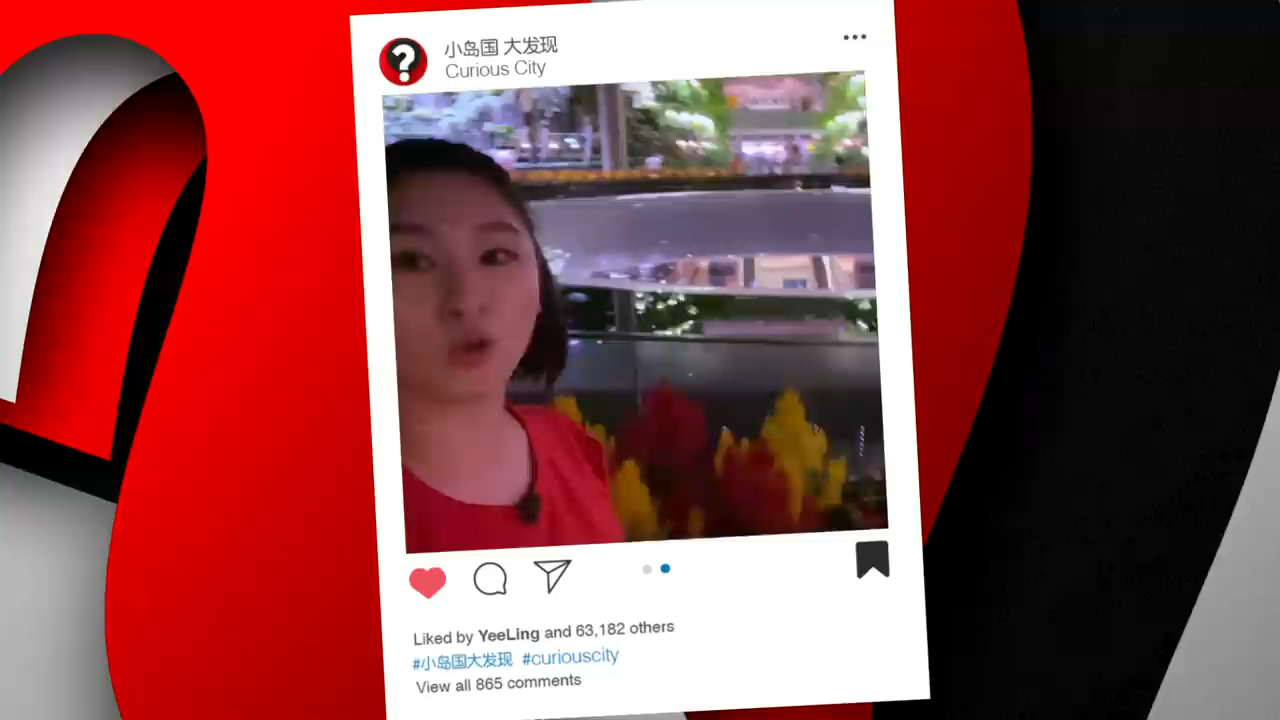 小岛国 大发现
Curious City
Liked by YeeLing and 63,182 others
#小岛国大发现 #curiouscity
View all 865 comments